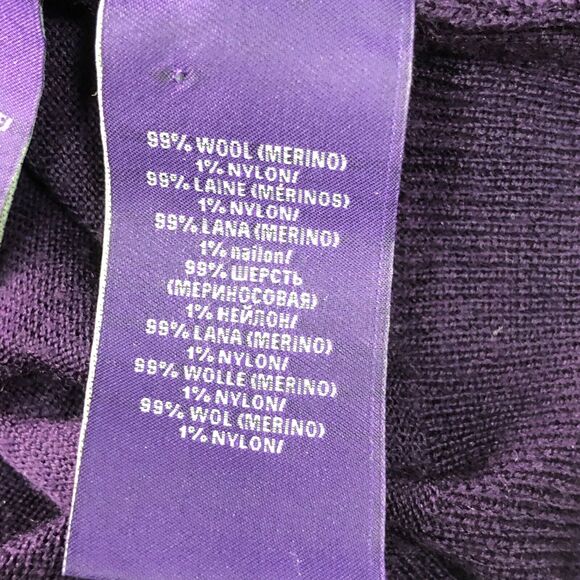 99% WOOL (MERINO)
1% NYLON/
99% LAINE (MÉRINOS)
1% NYLON/
99% LANA (MERINO)
1% nailon/
99% ШЕРСТЬ
(МЕРИНОСОВАЯ)
1% НЕЙЛОН/
99% LANA (MERINO)
1% NYLON/
99% WOLLE (MERINO)
1% NYLON/
99% WOL (MERINO)
1% NYLON/